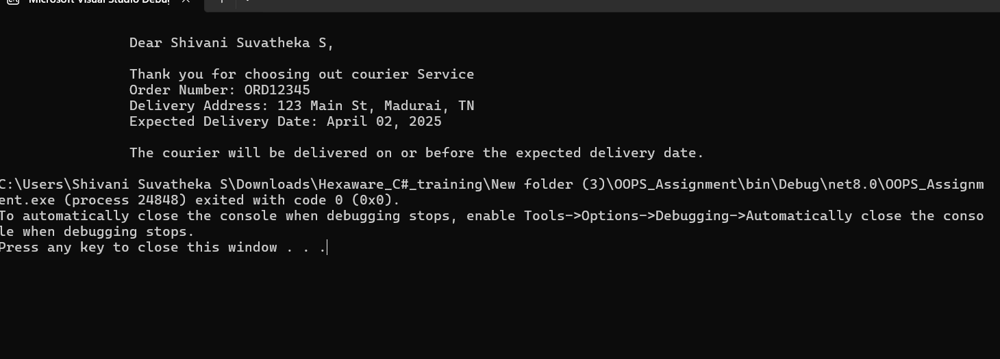 Microsoft Visual Studio Debug
Dear Shivani Suvatheka S,
Thank you for choosing out courier Service
Order Number: ORD12345
Delivery Address: 123 Main St, Madurai, TN
Expected Delivery Date: April 02, 2025
The courier will be delivered on or before the expected delivery date.
C:\Users\Shivani Suvatheka S\Downloads\Hexaware_C#_training\New folder (3)\OOPS_Assignment\bin\Debug\net8.0\OOPS_Assignm
ent.exe (process 24848) exited with code 0 (0x0).
To automatically close the console when debugging stops, enable Tools->Options->Debugging->Automatically close the conso
le when debugging stops.
Press any key to close this window . . .